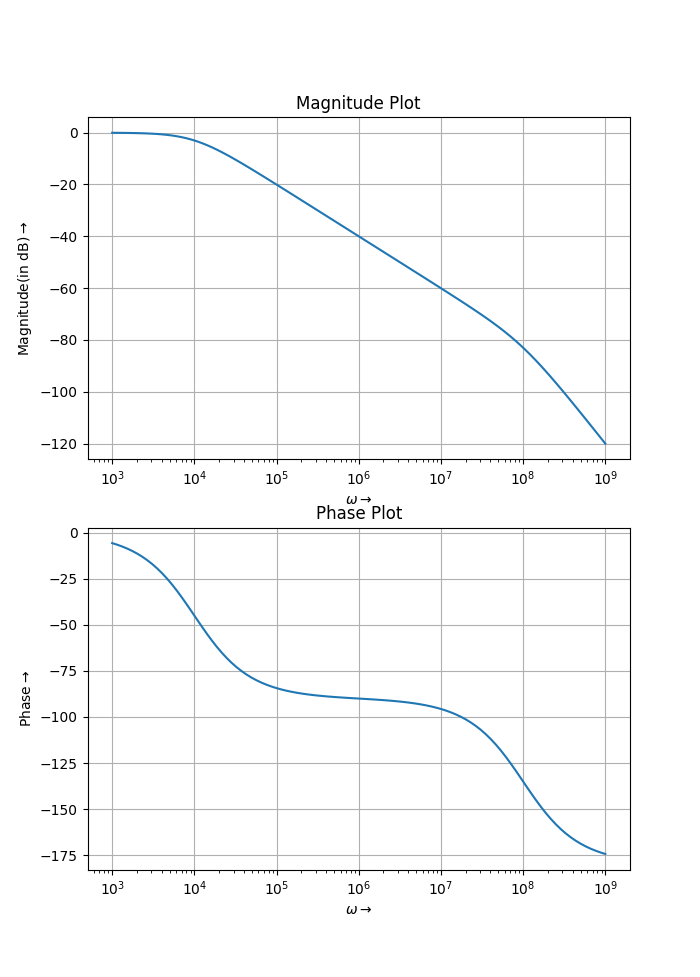 Magnitude Plot
0
−20
−40
−60
−80
−100
−120
Magnitude(in dB) →
10³ 10⁴ 10⁵ 10⁶ 10⁷ 10⁸ 10⁹
ω →
Phase Plot
0
−25
−50
−75
−100
−125
−150
−175
Phase →
10³ 10⁴ 10⁵ 10⁶ 10⁷ 10⁸ 10⁹
ω →